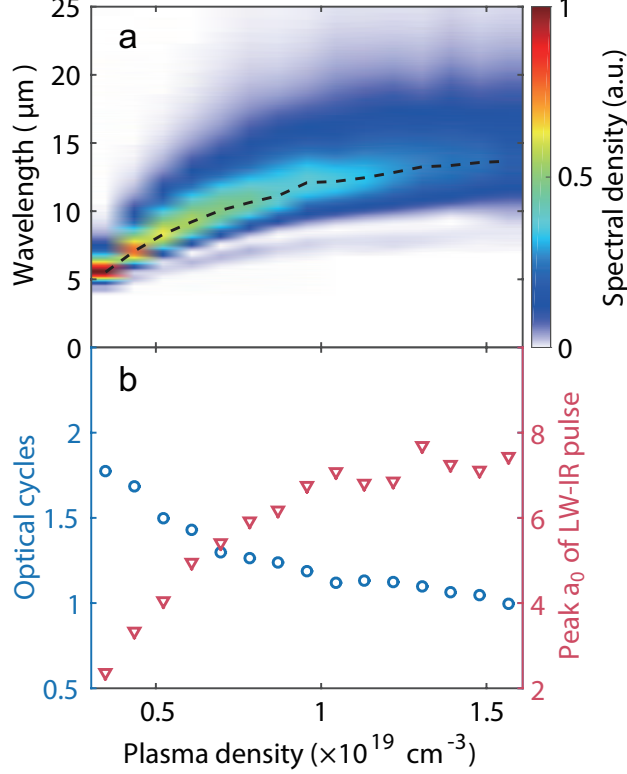 a
25
20
15
10
5
0
Wavelength ( μm)
1
0.5
0
Spectral density (a.u.)
b
2
1.5
1
0.5
Optical cycles
8
6
4
2
Peak a₀ of LW-IR pulse
0.5
1
1.5
Plasma density (×10¹⁹ cm⁻³)